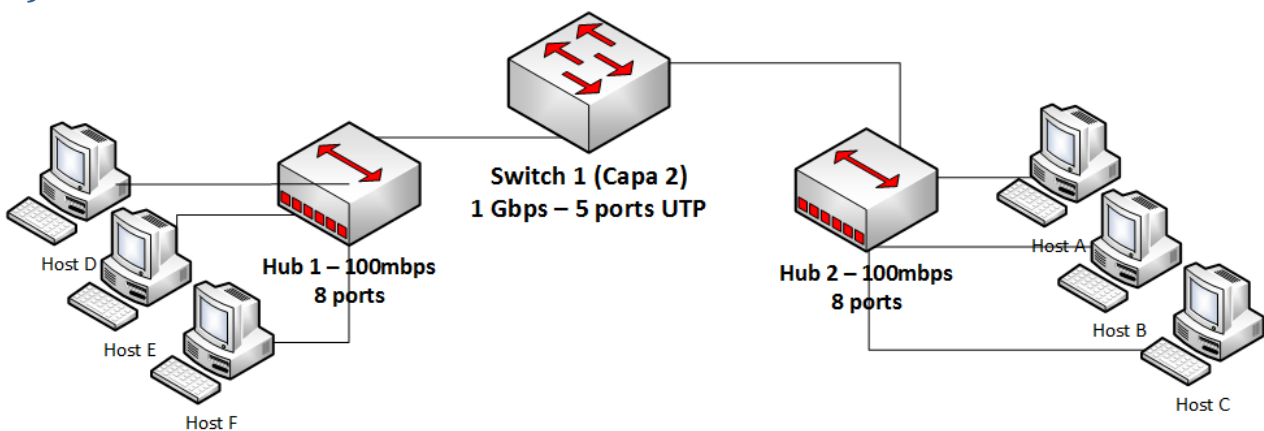 Switch 1 (Capa 2)
1 Gbps – 5 ports UTP
Hub 1 – 100mbps
8 ports
Hub 2 – 100mbps
8 ports
Host D
Host E
Host F
Host A
Host B
Host C